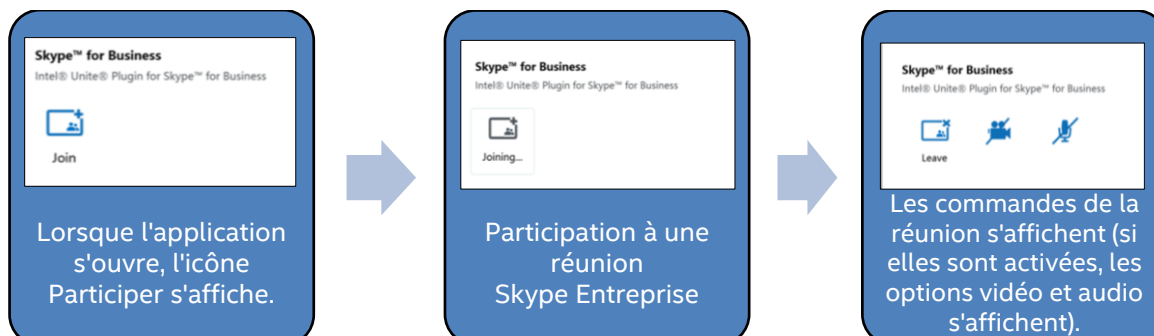 Skype™ for Business
Intel® Unite® Plugin for Skype™ for Business
Join
Lorsque l'application
s'ouvre, l'icône
Participer s'affiche.
Skype™ for Business
Intel® Unite® Plugin for Skype™ for Business
Joining...
Participation à une
réunion
Skype Entreprise
Skype™ for Business
Intel® Unite® Plugin for Skype™ for Business
Leave
Les commandes de la
réunion s'affichent (si
elles sont activées, les
options vidéo et audio
s'affichent).